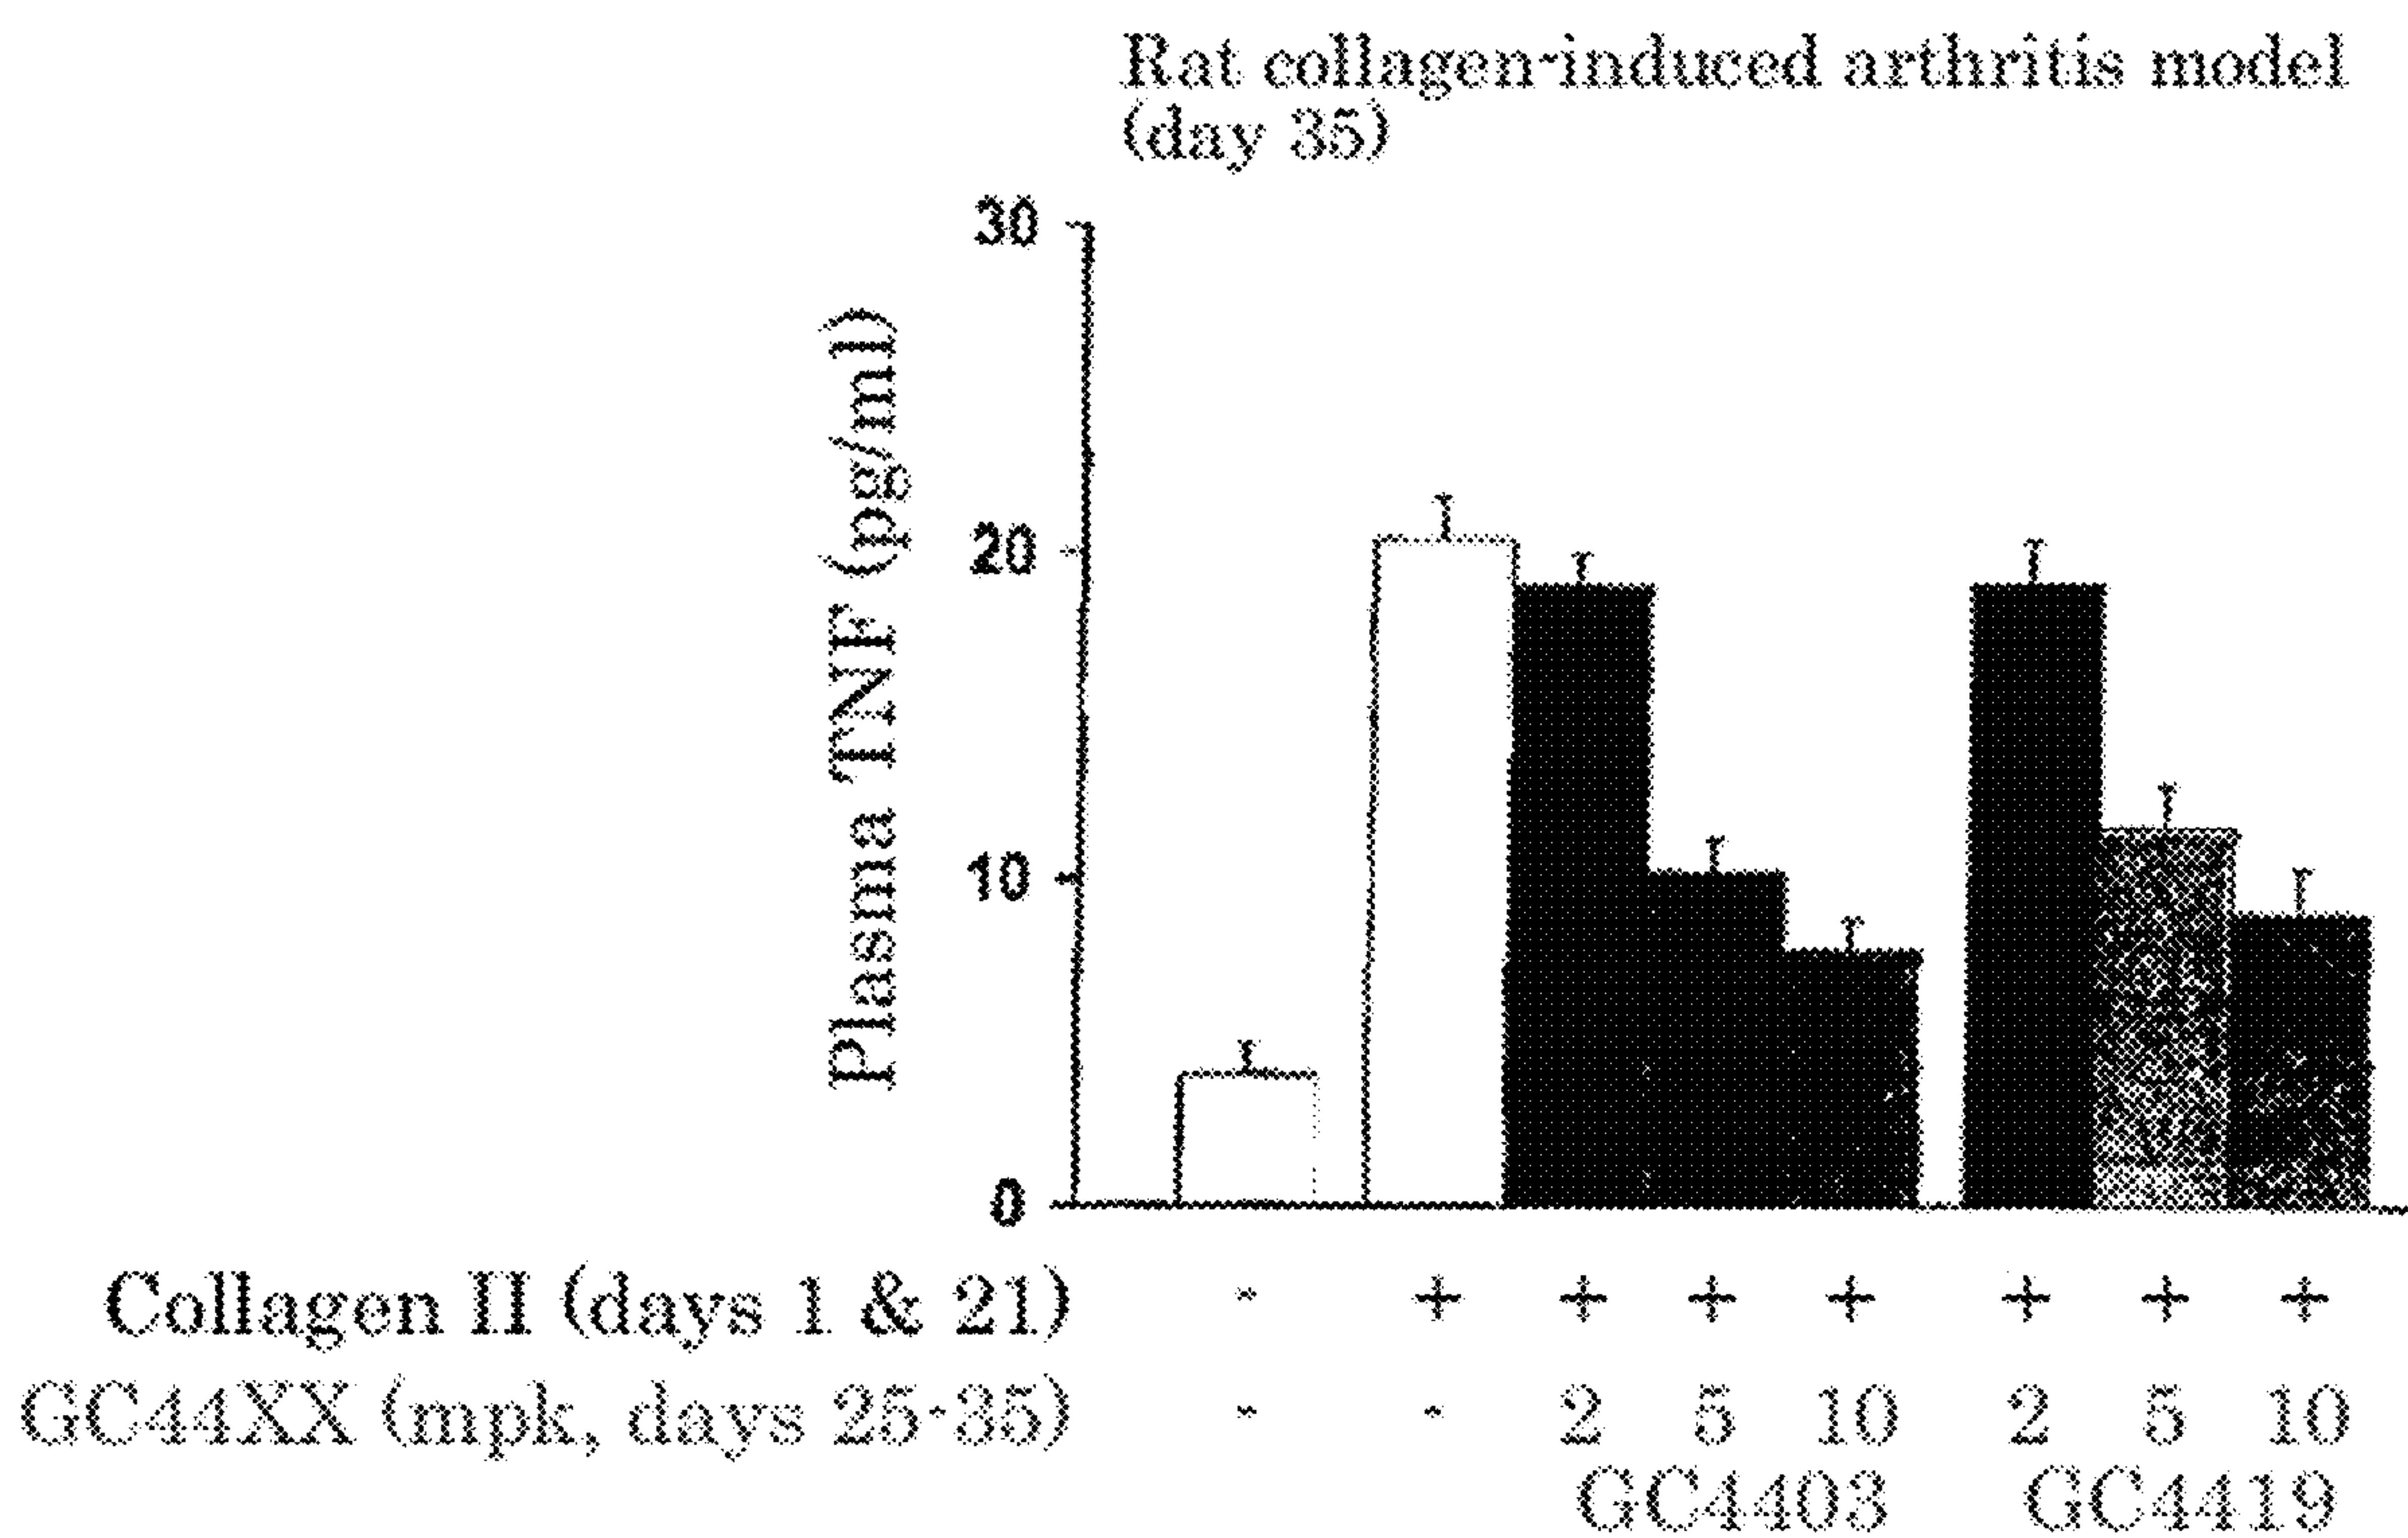 Rat collagen-induced arthritis model
(day 35)
Plasma TNF (pg/ml)
30
20
10
0
Collagen II (days 1 & 21) - + + + + + + +
GC44XX (mpk, days 25-35) - - 2 5 10 2 5 10
GC4403 GC4419